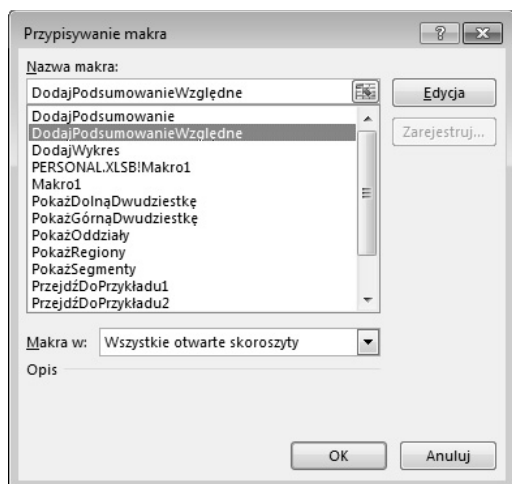 Przypisywanie makra
Nazwa makra:
DodajPodsumowanieWzględne
Edycja
DodajPodsumowanie
DodajPodsumowanieWzględne
DodajWykres
PERSONAL.XLSB!Makro1
Makro1
PokażDolnąDwudziestkę
PokażGórnąDwudziestkę
PokażOddziały
PokażRegiony
PokażSegmenty
PrzejdźDoPrzykładu1
PrzejdźDoPrzykładu2
Zarejestruj...
Makra w: Wszystkie otwarte skoroszyty
Opis
OK Anuluj